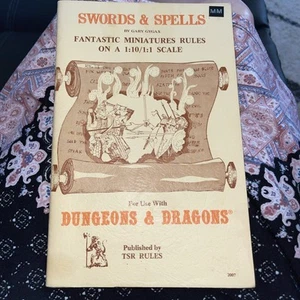 MM
SWORDS & SPELLS
BY GARY GYGAX
FANTASTIC MINIATURES RULES
ON A 1:10/1:1 SCALE
For Use With
DUNGEONS & DRAGONS®
Published by
TSR RULES